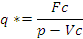 q *= Fc / (p − Vc)